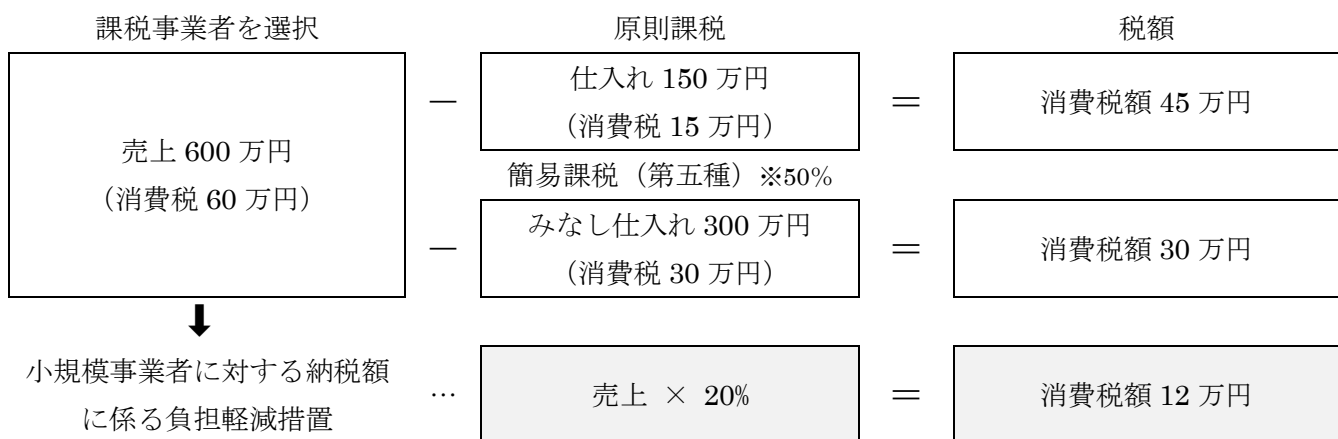 課税事業者を選択
原則課税
税額
売上 600 万円
（消費税 60 万円）
－
仕入れ 150 万円
（消費税 15 万円）
＝
消費税額 45 万円
簡易課税（第五種）※50%
－
みなし仕入れ 300 万円
（消費税 30 万円）
＝
消費税額 30 万円
小規模事業者に対する納税額
に係る負担軽減措置
…
売上 × 20%
＝
消費税額 12 万円